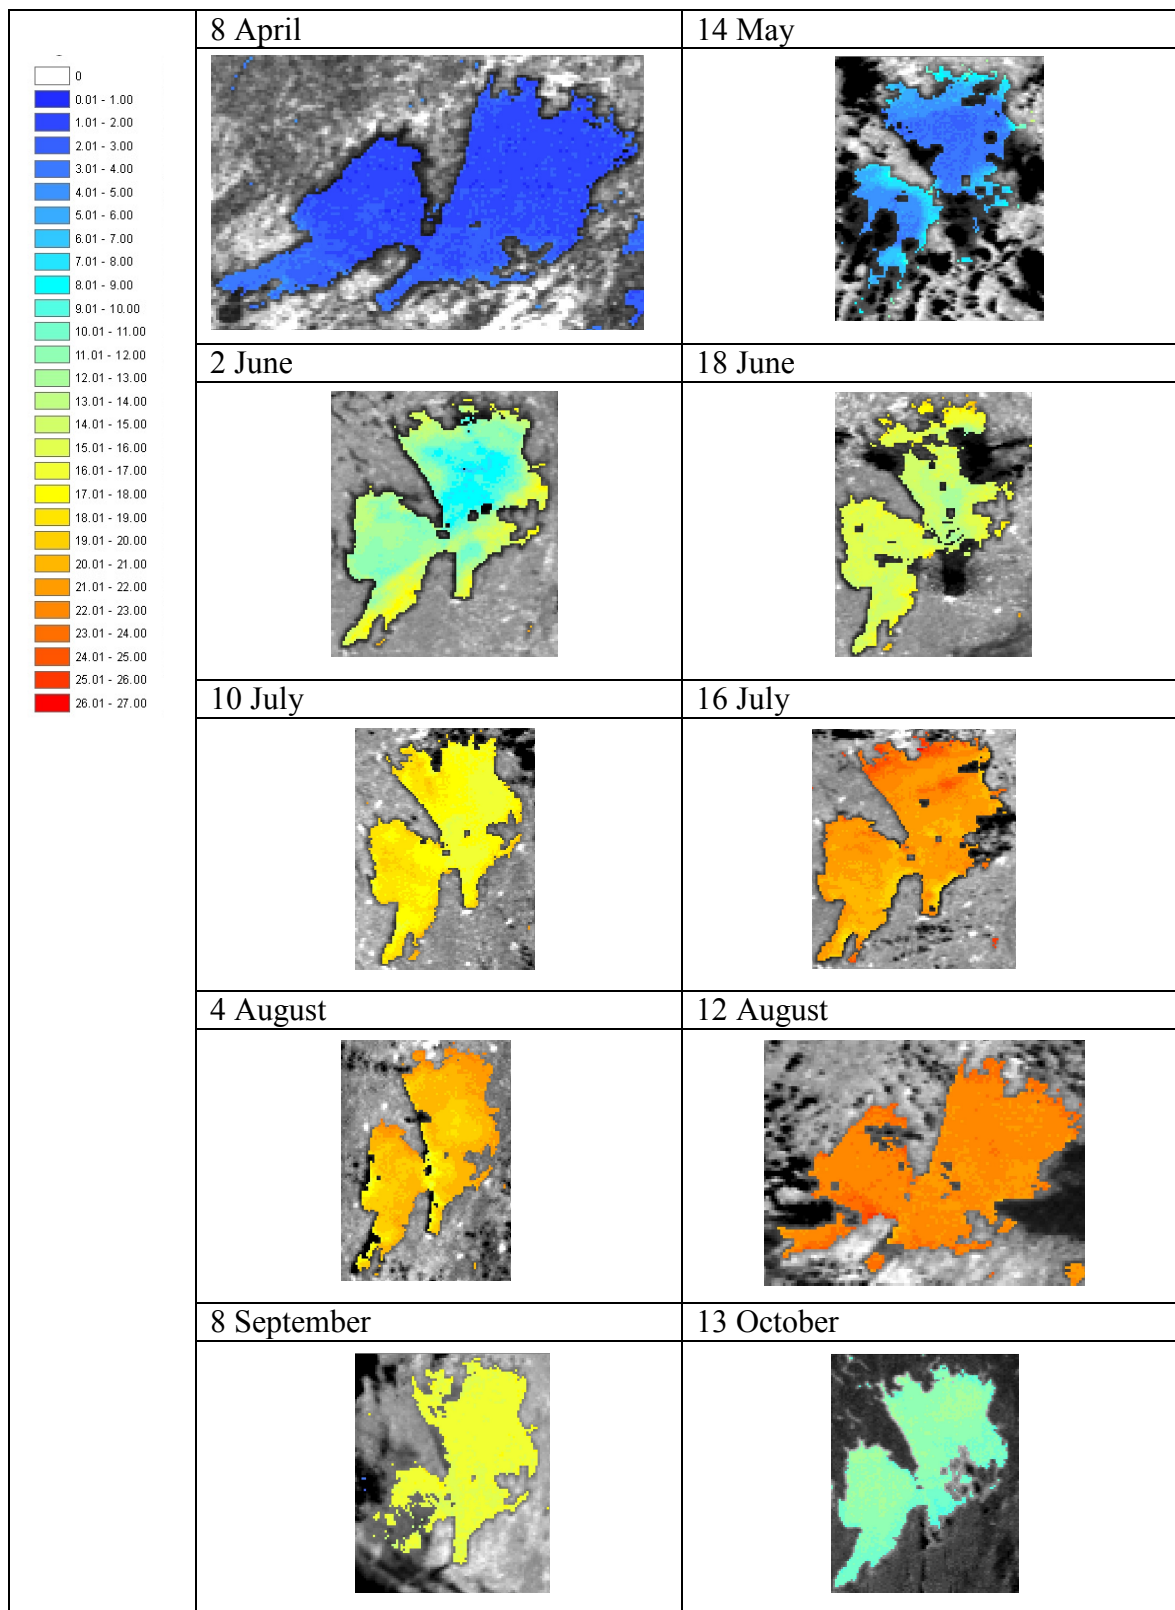 8 April
14 May
0
0.01 - 1.00
1.01 - 2.00
2.01 - 3.00
3.01 - 4.00
4.01 - 5.00
5.01 - 6.00
6.01 - 7.00
7.01 - 8.00
8.01 - 9.00
9.01 - 10.00
10.01 - 11.00
11.01 - 12.00
12.01 - 13.00
13.01 - 14.00
14.01 - 15.00
15.01 - 16.00
16.01 - 17.00
17.01 - 18.00
18.01 - 19.00
19.01 - 20.00
20.01 - 21.00
21.01 - 22.00
22.01 - 23.00
23.01 - 24.00
24.01 - 25.00
25.01 - 26.00
26.01 - 27.00
2 June
18 June
10 July
16 July
4 August
12 August
8 September
13 October